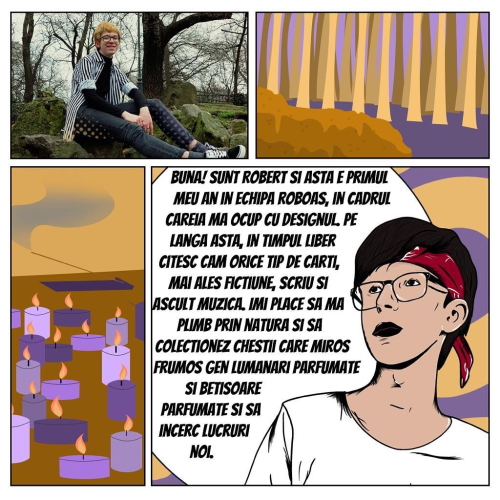 BUNA! SUNT ROBERT SI ASTA E PRIMUL
MEU AN IN ECHIPA ROBOAS, IN CADRUL
CAREIA MA OCUP CU DESIGNUL. PE
LANGA ASTA, IN TIMPUL LIBER
CITESC CAM ORICE TIP DE CARTI,
MAI ALES FICTIUNE, SCRIU SI
ASCULT MUZICA. IMI PLACE SA MA
PLIMB PRIN NATURA SI SA
COLECTIONEZ CHESTII CARE MIROS
FRUMOS GEN LUMANARI PARFUMATE
SI BETISOARE
PARFUMATE SI SA
INCERC LUCRURI
NOI.